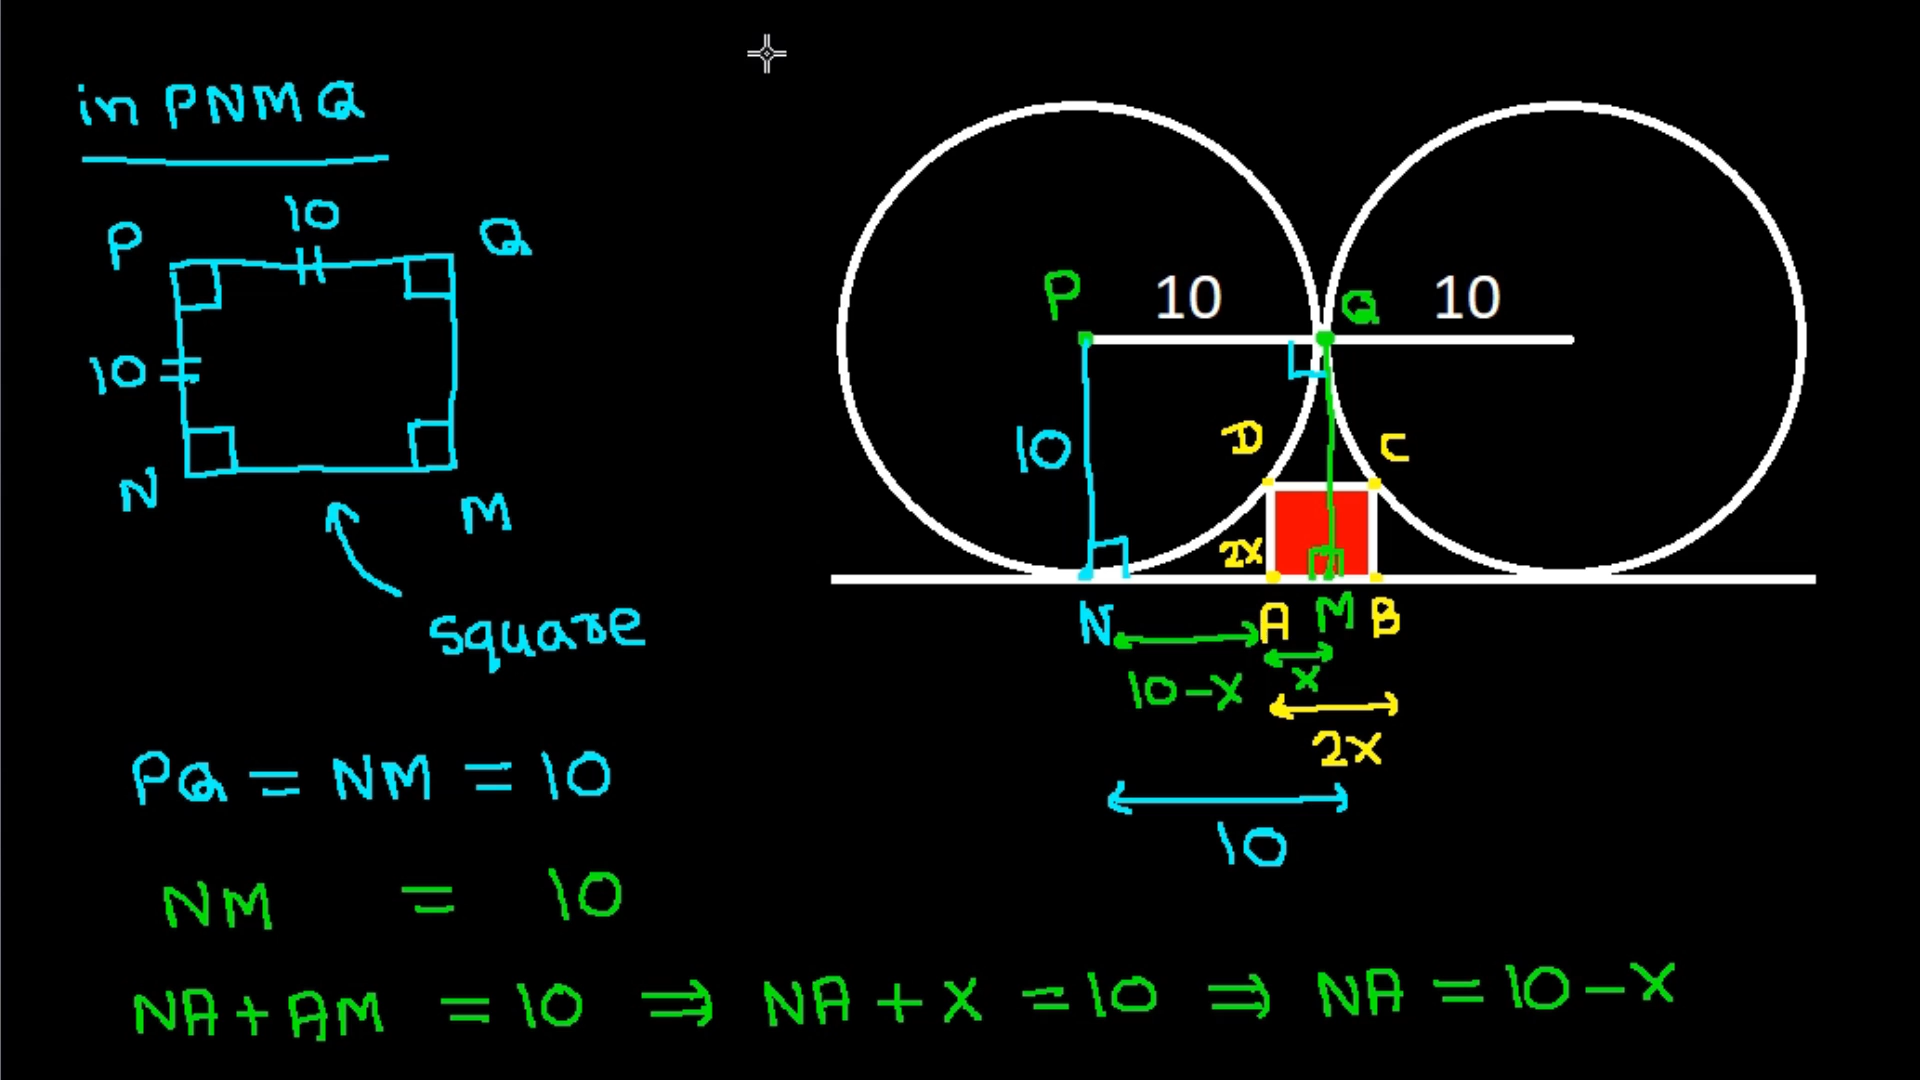 in PNMQ
10
P Q
10
N M
square
PQ = NM = 10
NM = 10
NA + AM = 10 ⇒ NA + X = 10 ⇒ NA = 10 - X
P 10 Q 10
10 D C
2X
N A M B
10 - X X
2X
10